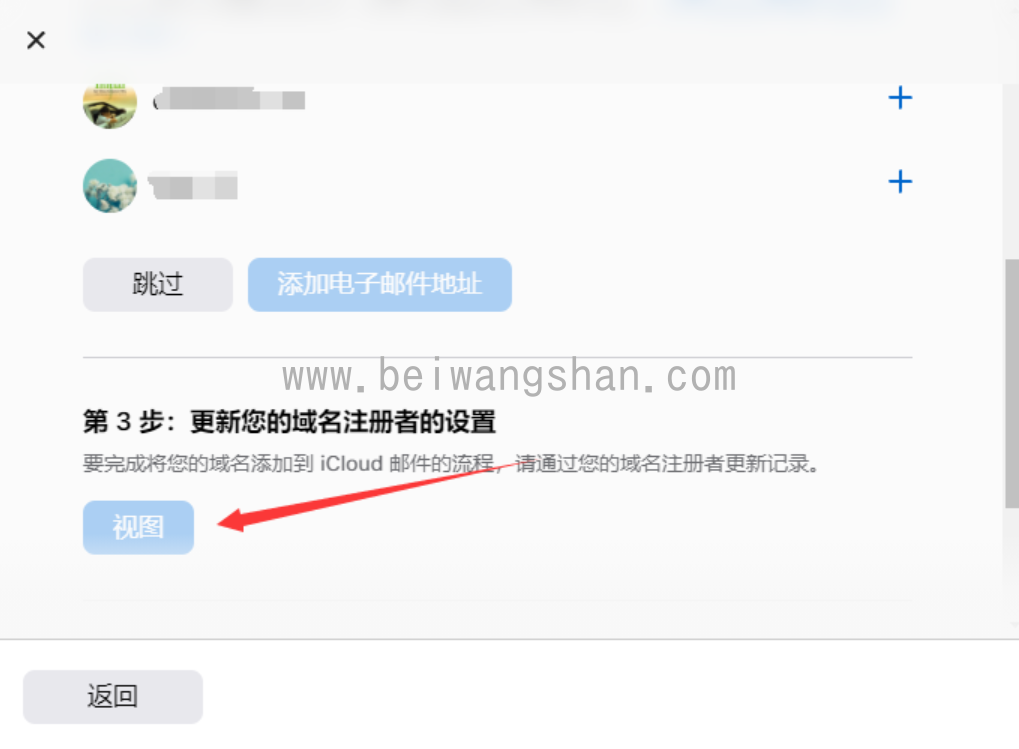 跳过
添加电子邮件地址
www.beiwangshan.com
第 3 步：更新您的域名注册者的设置
要完成将您的域名添加到 iCloud 邮件的流程，请通过您的域名注册者更新记录。
视图
返回